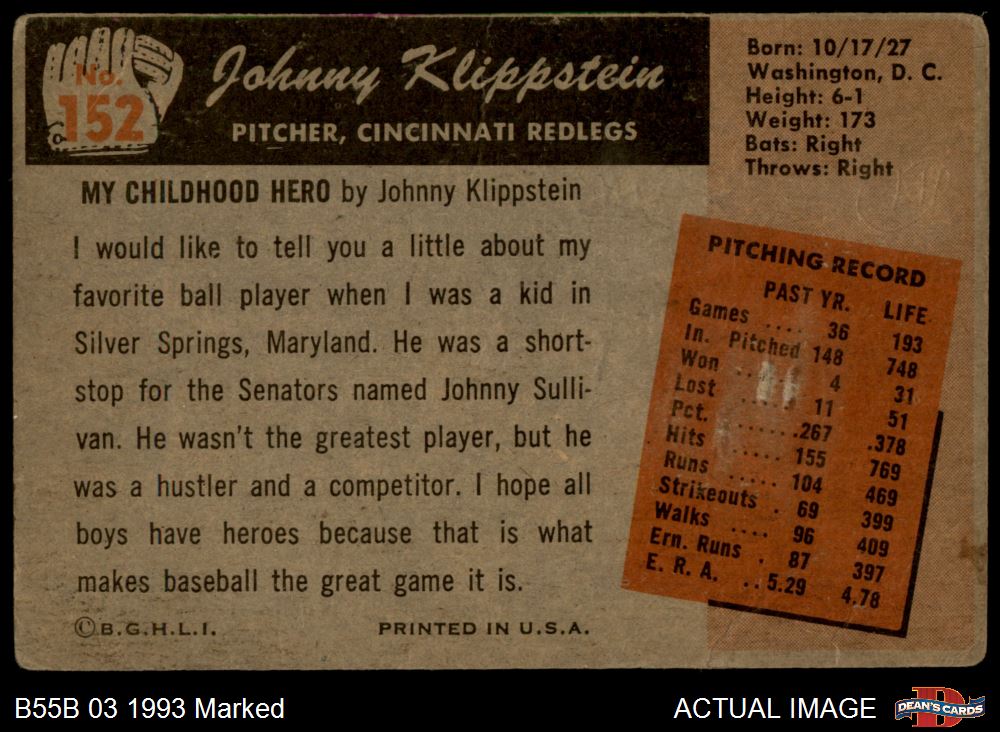 No.
152
Johnny Klippstein
PITCHER, CINCINNATI REDLEGS
Born: 10/17/27
Washington, D. C.
Height: 6-1
Weight: 173
Bats: Right
Throws: Right
MY CHILDHOOD HERO by Johnny Klippstein
I would like to tell you a little about my
favorite ball player when I was a kid in
Silver Springs, Maryland. He was a short-
stop for the Senators named Johnny Sulli-
van. He wasn't the greatest player, but he
was a hustler and a competitor. I hope all
boys have heroes because that is what
makes baseball the great game it is.
©B.G.H.L.I. PRINTED IN U.S.A.
PITCHING RECORD
PAST YR. LIFE
Games .... 36 193
In. Pitched 148 748
Won ..... 4 31
Lost ..... 11 51
Pct. ......267 .378
Hits ..... 155 769
Runs ..... 104 469
Strikeouts . 69 399
Walks .... 96 409
Ern. Runs . 87 397
E. R. A. ..5.29 4.78
B55B 03 1993 Marked
ACTUAL IMAGE
DEAN'S CARDS